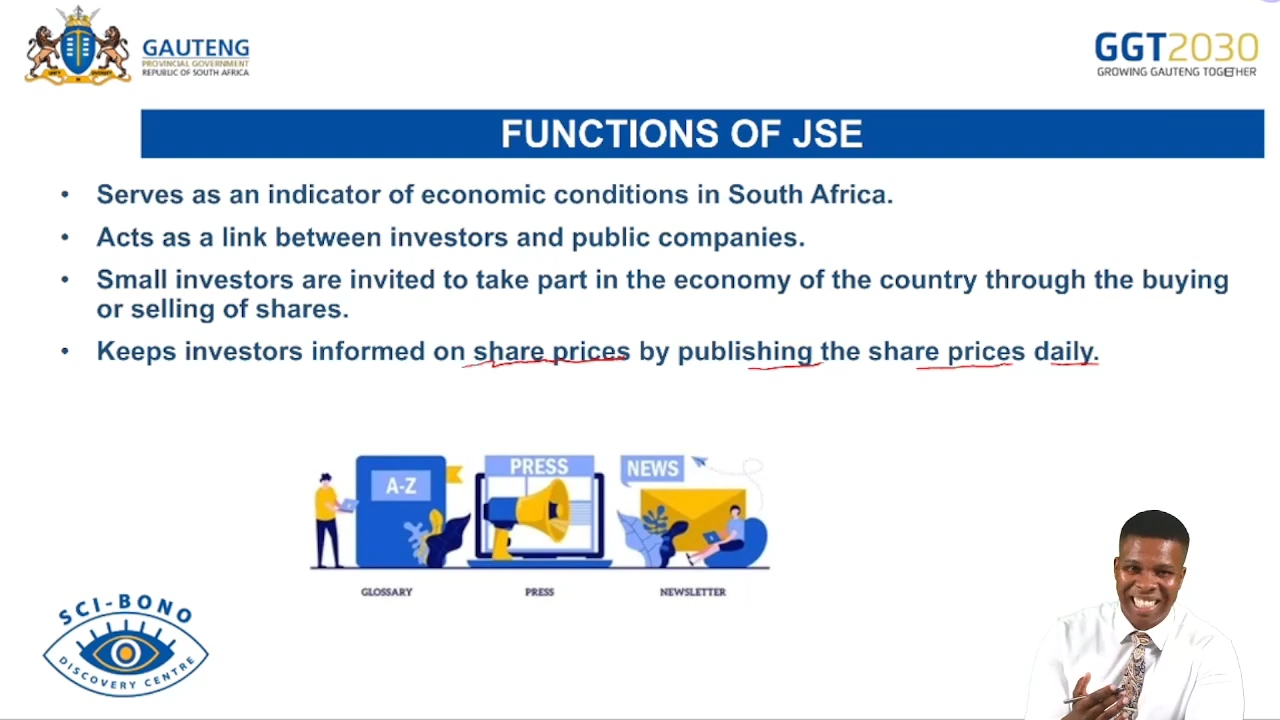 GAUTENG
PROVINCIAL GOVERNMENT
REPUBLIC OF SOUTH AFRICA
UNITY IN DIVERSITY
GGT2030
GROWING GAUTENG TOGETHER
FUNCTIONS OF JSE
• Serves as an indicator of economic conditions in South Africa.
• Acts as a link between investors and public companies.
• Small investors are invited to take part in the economy of the country through the buying
or selling of shares.
• Keeps investors informed on share prices by publishing the share prices daily.
A-Z
PRESS
NEWS
GLOSSARY
PRESS
NEWSLETTER
SCI-BONO
DISCOVERY CENTRE